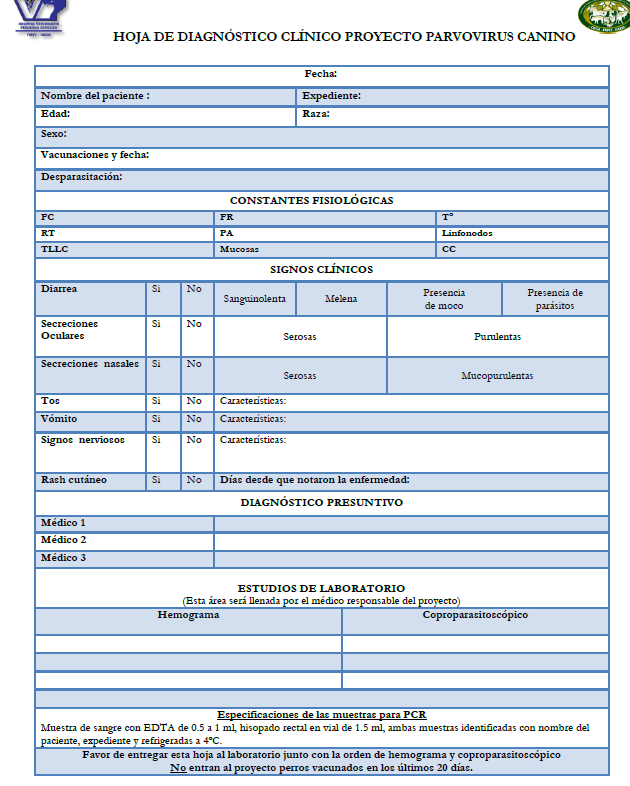 HOSPITAL VETERINARIO
PEQUEÑAS ESPECIES
HOJA DE DIAGNÓSTICO CLÍNICO PROYECTO PARVOVIRUS CANINO
Fecha:
Nombre del paciente : Expediente:
Edad: Raza:
Sexo:
Vacunaciones y fecha:
Desparasitación:
CONSTANTES FISIOLÓGICAS
FC FR T°
RT PA Linfonodos
TLLC Mucosas CC
SIGNOS CLÍNICOS
Diarrea Si No Sanguinolenta Melena Presencia de moco Presencia de parásitos
Secreciones Oculares Si No Serosas Purulentas
Secreciones nasales Si No Serosas Mucopurulentas
Tos Si No Características:
Vómito Si No Características:
Signos nerviosos Si No Características:
Rash cutáneo Si No Días desde que notaron la enfermedad:
DIAGNÓSTICO PRESUNTIVO
Médico 1
Médico 2
Médico 3
ESTUDIOS DE LABORATORIO
(Esta área será llenada por el médico responsable del proyecto)
Hemograma Coproparasitoscópico
Especificaciones de las muestras para PCR
Muestra de sangre con EDTA de 0.5 a 1 ml, hisopado rectal en vial de 1.5 ml, ambas muestras identificadas con nombre del
paciente, expediente y refrigeradas a 4°C.
Favor de entregar esta hoja al laboratorio junto con la orden de hemograma y coproparasitoscópico
No entran al proyecto perros vacunados en los últimos 20 días.